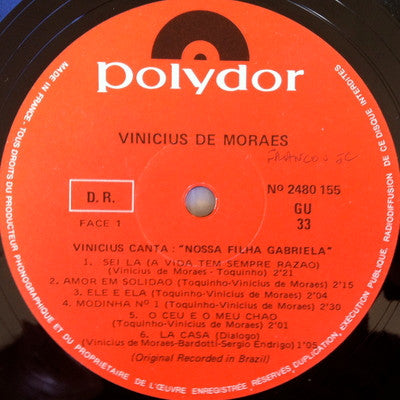 polydor
VINICIUS DE MORAES
Nº 2480 155
D. R.
GU
FACE 1
33
VINICIUS CANTA : "NOSSA FILHA GABRIELA"
1. SEI LA (A VIDA TEM SEMPRE RAZAO)
(Vinicius de Moraes - Toquinho) 2'21
2. AMOR EM SOLIDAO (Toquinho-Vinicius de Moraes) 2'15
3. ELE E ELA (Toquinho-Vinicius de Moraes) 2'04
4. MODINHA Nº 1 (Toquinho-Vinicius de Moraes) 2'30
5. O CEU E O MEU CHAO
(Toquinho-Vinicius de Moraes) 2'01
6. LA CASA (Dialogo)
(Vinicius de Moraes-Bardotti-Sergio Endrigo) 1'05
(Original Recorded in Brazil)
MADE IN FRANCE. TOUS DROITS DU PRODUCTEUR PHONOGRAPHIQUE ET DU PROPRIETAIRE DE L'ŒUVRE ENREGISTRÉE RÉSERVÉS. DUPLICATION, EXÉCUTION PUBLIQUE, RADIODIFFUSION DE CE DISQUE INTERDITES